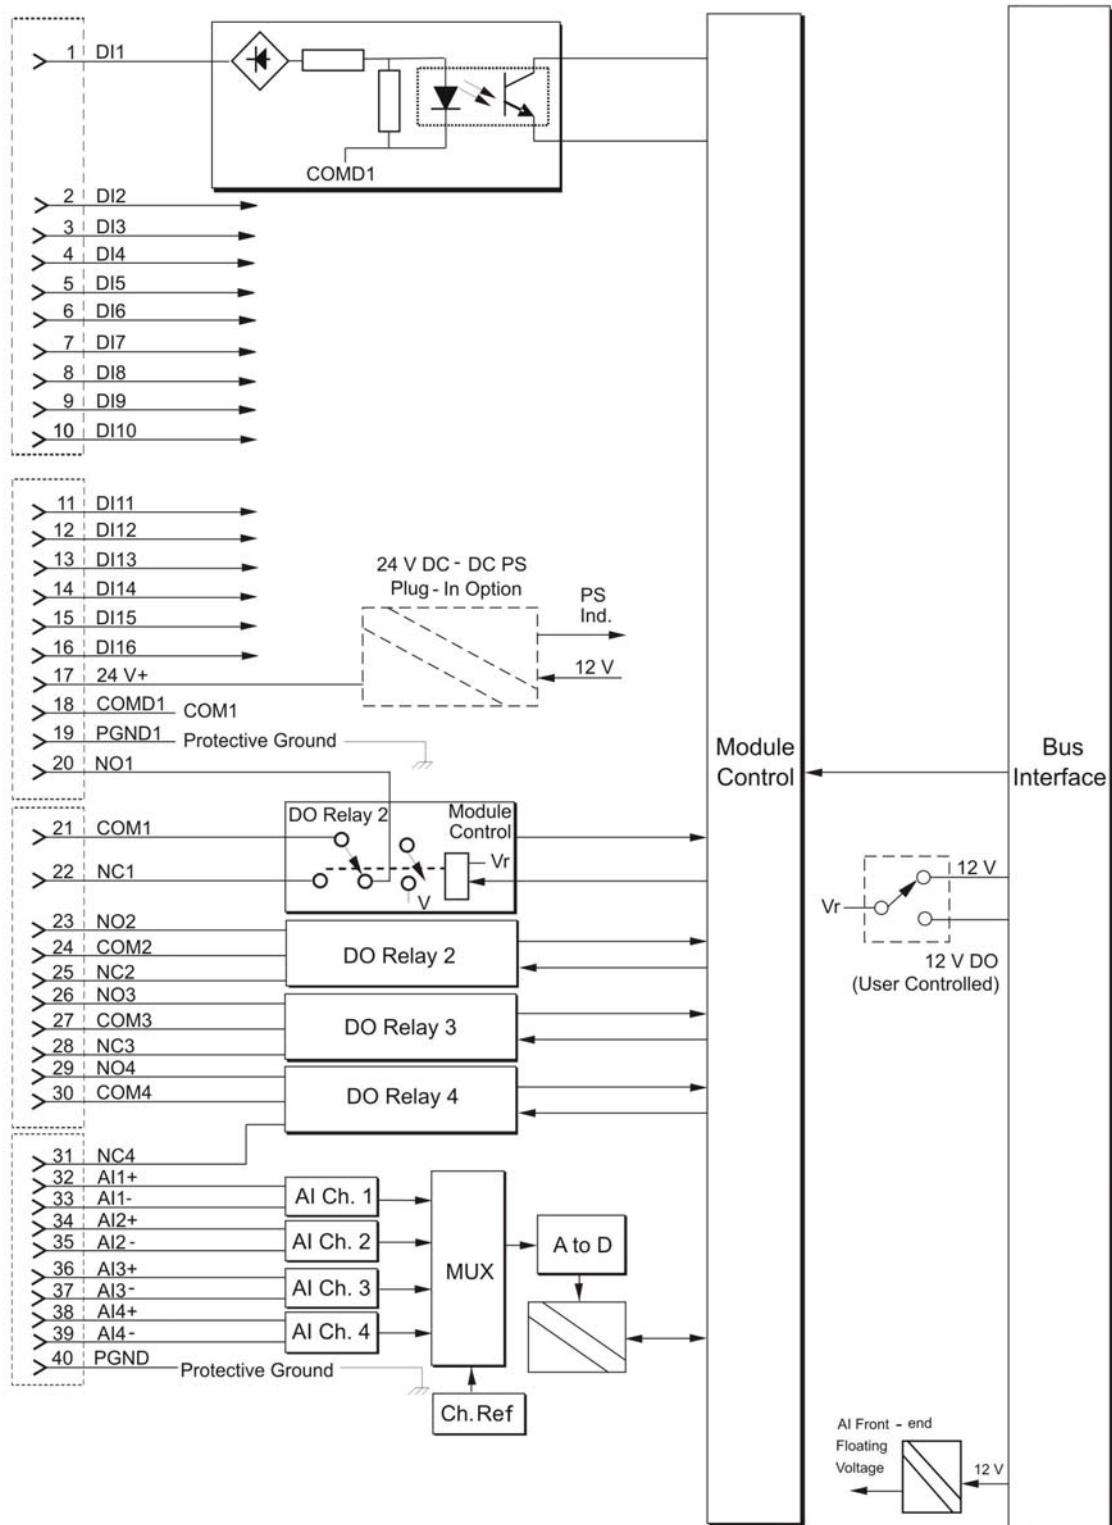 1 DI1
COMD1
2 DI2
3 DI3
4 DI4
5 DI5
6 DI6
7 DI7
8 DI8
9 DI9
10 DI10
11 DI11
12 DI12
13 DI13
14 DI14
15 DI15
16 DI16
17 24 V+
18 COMD1 COM1
19 PGND1 Protective Ground
20 NO1
24 V DC - DC PS
Plug - In Option
PS
Ind.
12 V
Module
Control
Bus
Interface
21 COM1
22 NC1
DO Relay 2
Module
Control
Vr
V
23 NO2
24 COM2
25 NC2
DO Relay 2
26 NO3
27 COM3
28 NC3
DO Relay 3
29 NO4
30 COM4
DO Relay 4
12 V
Vr
12 V DO
(User Controlled)
31 NC4
32 AI1+
33 AI1-
34 AI2+
35 AI2-
36 AI3+
37 AI3-
38 AI4+
39 AI4-
40 PGND Protective Ground
AI Ch. 1
AI Ch. 2
AI Ch. 3
AI Ch. 4
MUX
A to D
Ch. Ref
AI Front - end
Floating
Voltage
12 V